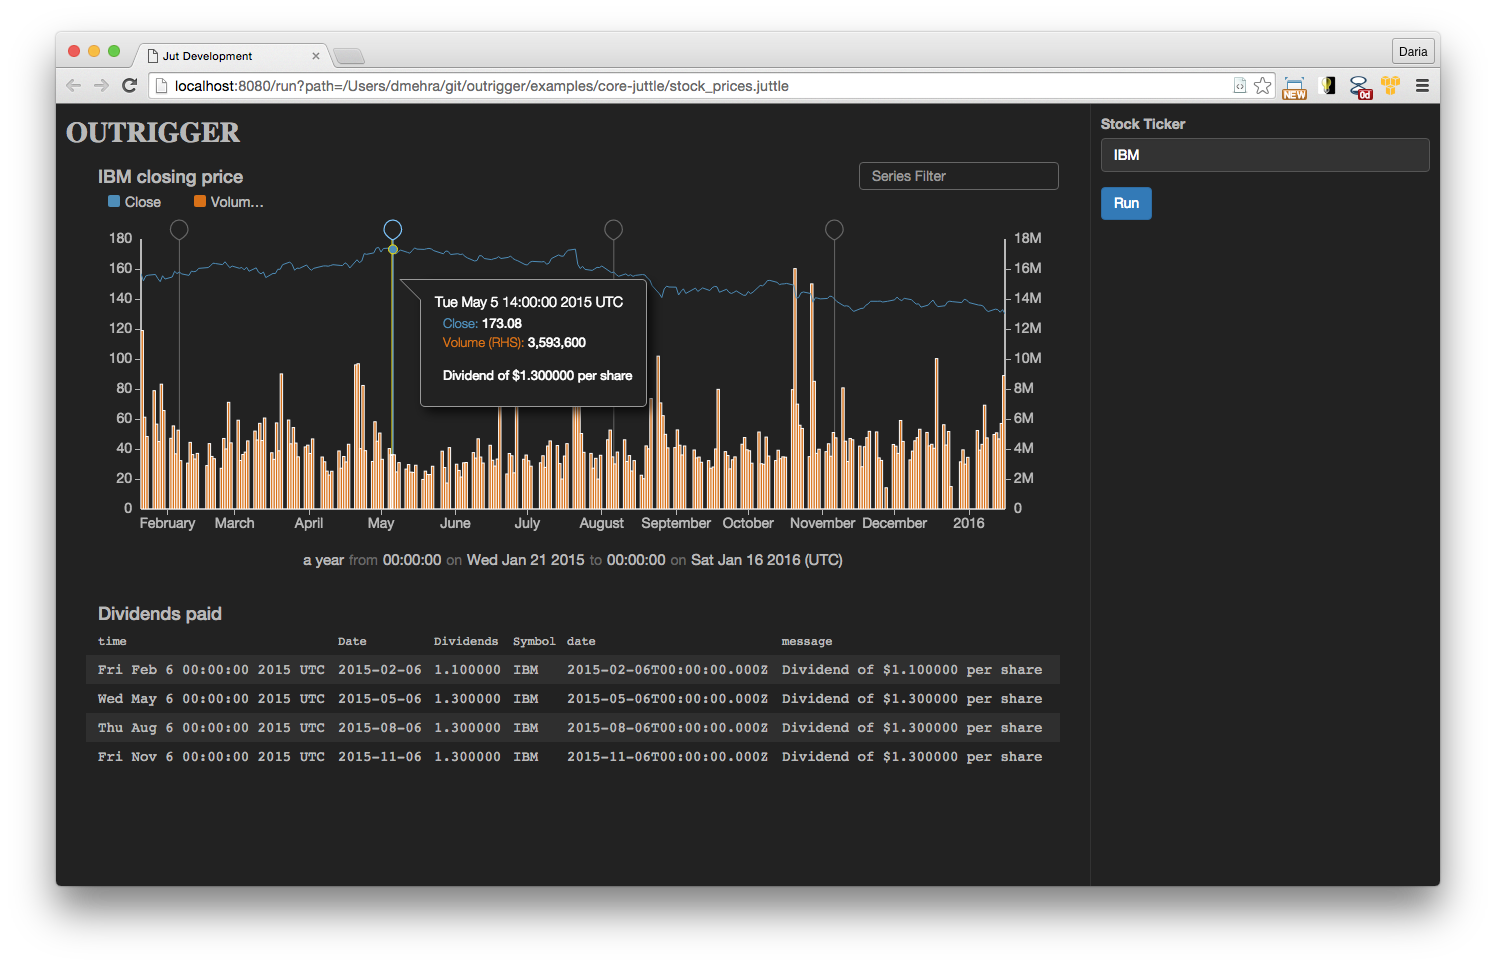 Jut Development
Daria
localhost:8080/run?path=/Users/dmehra/git/outrigger/examples/core-juttle/stock_prices.juttle
NEW
0d
OUTRIGGER
Stock Ticker
IBM
Run
IBM closing price
Series Filter
Close Volum...
180 18M
160 16M
140 14M
120 12M
100 10M
80 8M
60 6M
40 4M
20 2M
0 0
Tue May 5 14:00:00 2015 UTC
Close: 173.08
Volume (RHS): 3,593,600
Dividend of $1.300000 per share
February March April May June July August September October November December 2016
a year from 00:00:00 on Wed Jan 21 2015 to 00:00:00 on Sat Jan 16 2016 (UTC)
Dividends paid
time Date Dividends Symbol date message
Fri Feb 6 00:00:00 2015 UTC 2015-02-06 1.100000 IBM 2015-02-06T00:00:00.000Z Dividend of $1.100000 per share
Wed May 6 00:00:00 2015 UTC 2015-05-06 1.300000 IBM 2015-05-06T00:00:00.000Z Dividend of $1.300000 per share
Thu Aug 6 00:00:00 2015 UTC 2015-08-06 1.300000 IBM 2015-08-06T00:00:00.000Z Dividend of $1.300000 per share
Fri Nov 6 00:00:00 2015 UTC 2015-11-06 1.300000 IBM 2015-11-06T00:00:00.000Z Dividend of $1.300000 per share